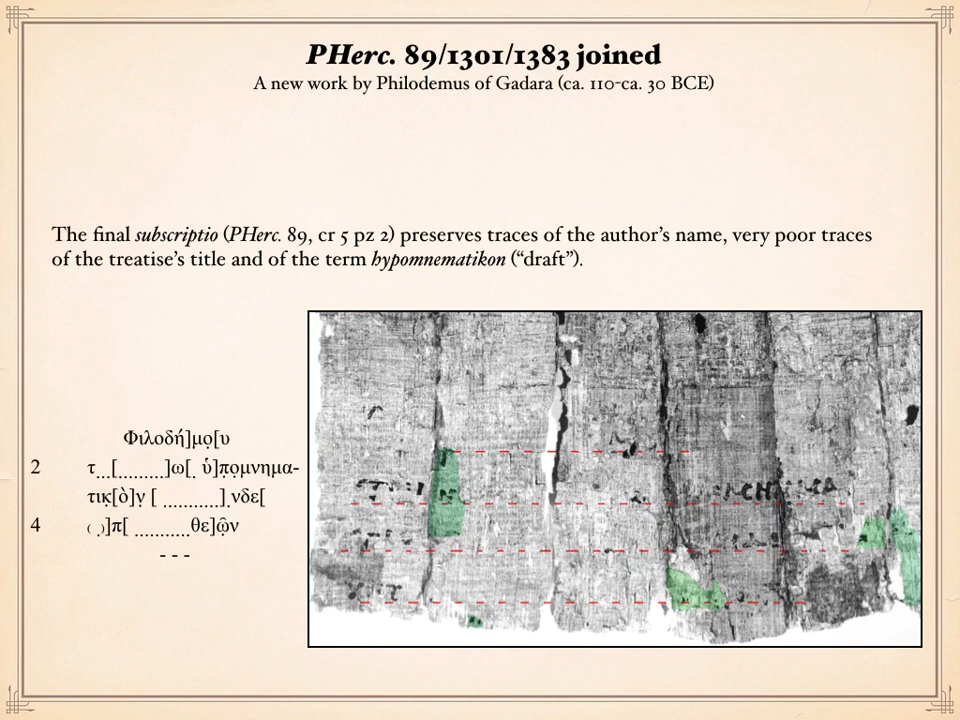 PHerc. 89/1301/1383 joined
A new work by Philodemus of Gadara (ca. 110-ca. 30 BCE)
The final subscriptio (PHerc. 89, cr 5 pz 2) preserves traces of the author’s name, very poor traces
of the treatise’s title and of the term hypomnematikon (“draft”).
Φιλοδή]μο̣[υ
2 τ̣...[..........]ω[. ὑ]πο̣μνημα-
τικ̣[ὸ]ν̣ [ ............].νδε[
4 ( .)]π[ ...........θε]ῶ̣ν
- - -